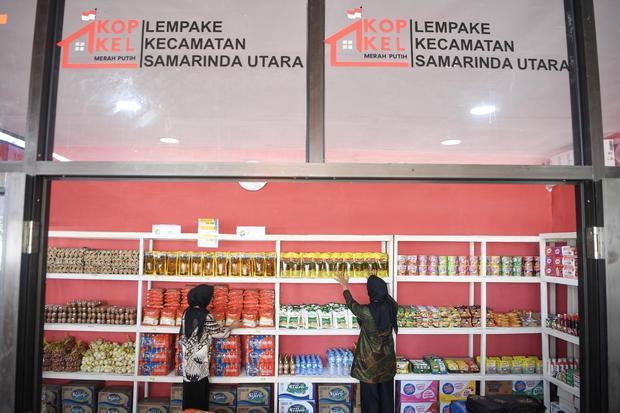 KOP
KEL
MERAH PUTIH
LEMPAKE
KECAMATAN
SAMARINDA UTARA
KOP
KEL
MERAH PUTIH
LEMPAKE
KECAMATAN
SAMARINDA UTARA